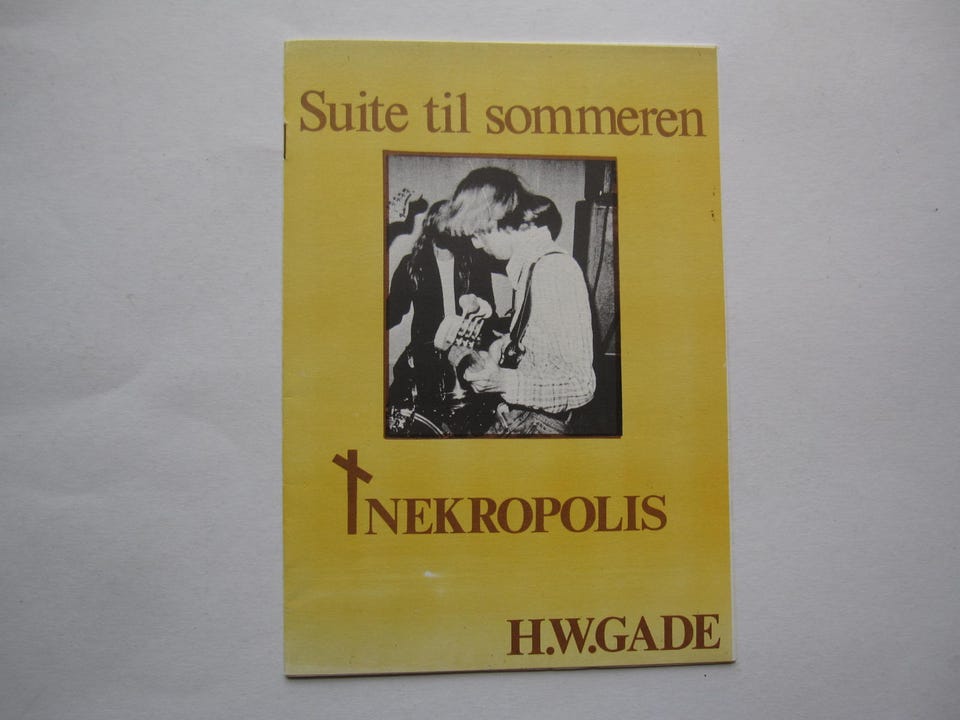 Suite til sommeren
NEKROPOLIS
H.W.GADE